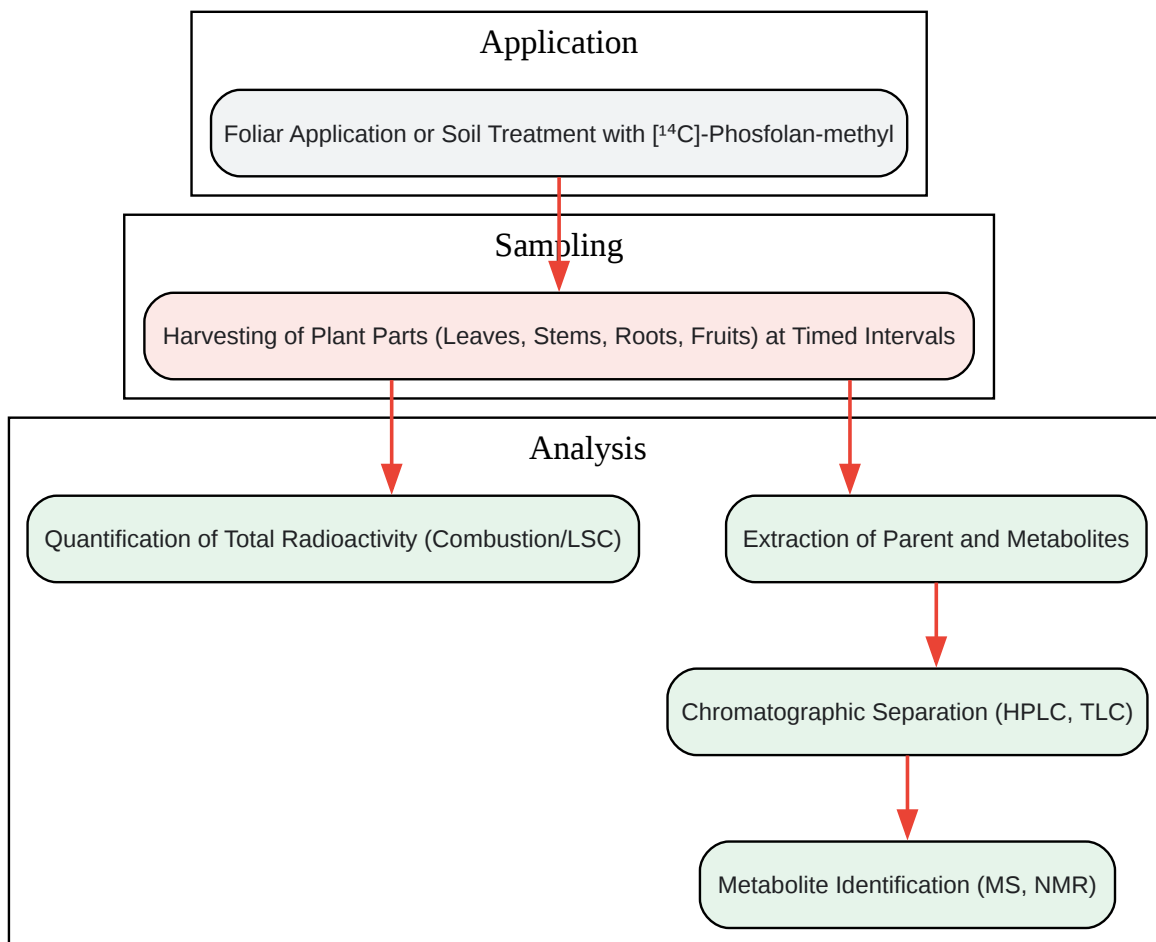 Application
Foliar Application or Soil Treatment with [¹⁴C]-Phosfolan-methyl
Sampling
Harvesting of Plant Parts (Leaves, Stems, Roots, Fruits) at Timed Intervals
Analysis
Quantification of Total Radioactivity (Combustion/LSC)
Extraction of Parent and Metabolites
Chromatographic Separation (HPLC, TLC)
Metabolite Identification (MS, NMR)